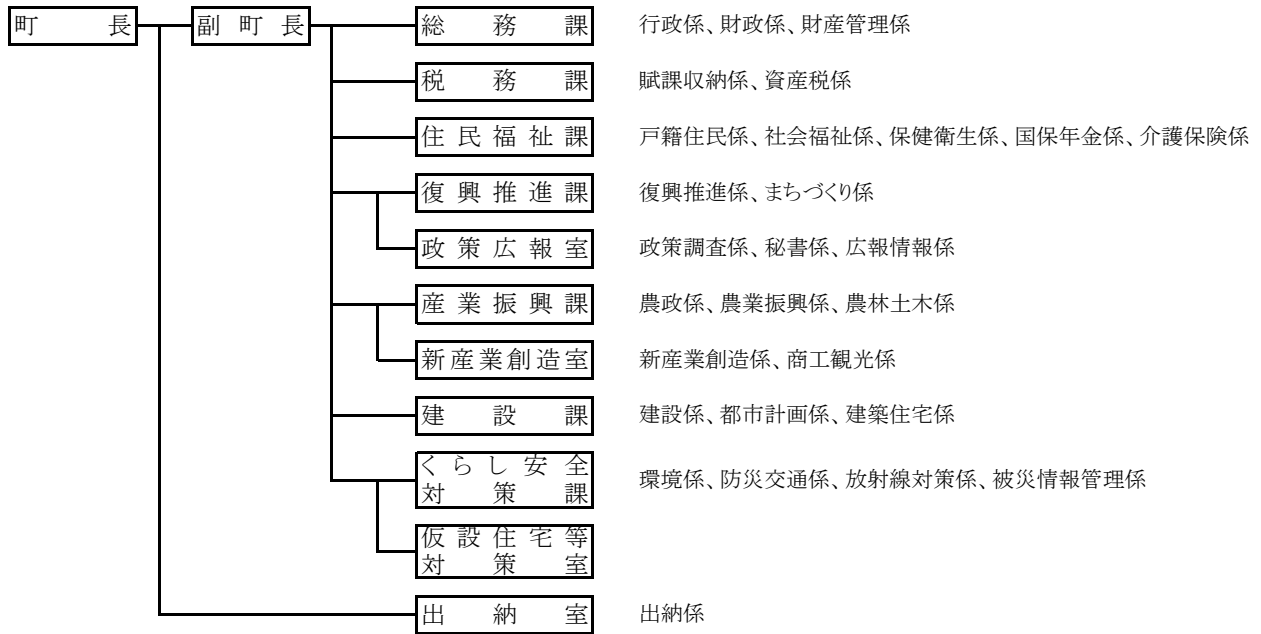 町長 副町長 総務課 行政係、財政係、財産管理係
税務課 賦課収納係、資産税係
住民福祉課 戸籍住民係、社会福祉係、保健衛生係、国保年金係、介護保険係
復興推進課 復興推進係、まちづくり係
政策広報室 政策調査係、秘書係、広報情報係
産業振興課 農政係、農業振興係、農林土木係
新産業創造室 新産業創造係、商工観光係
建設課 建設係、都市計画係、建築住宅係
くらし安全
対策課 環境係、防災交通係、放射線対策係、被災情報管理係
仮設住宅等
対策室
出納室 出納係